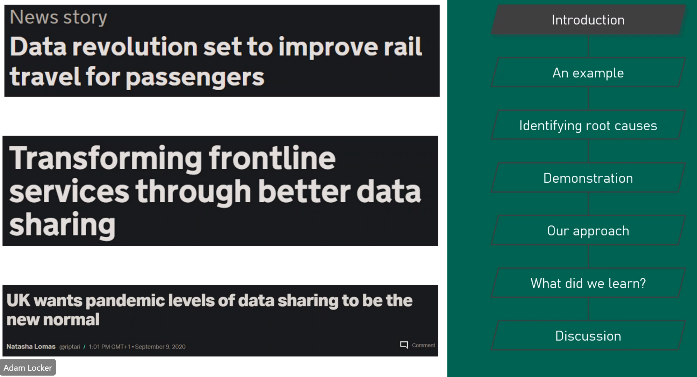 News story
Data revolution set to improve rail
travel for passengers
Transforming frontline
services through better data
sharing
UK wants pandemic levels of data sharing to be the
new normal
Natasha Lomas @riptari / 1:01 PM GMT+1 • September 9, 2020
Comment
Adam Locker
Introduction
An example
Identifying root causes
Demonstration
Our approach
What did we learn?
Discussion